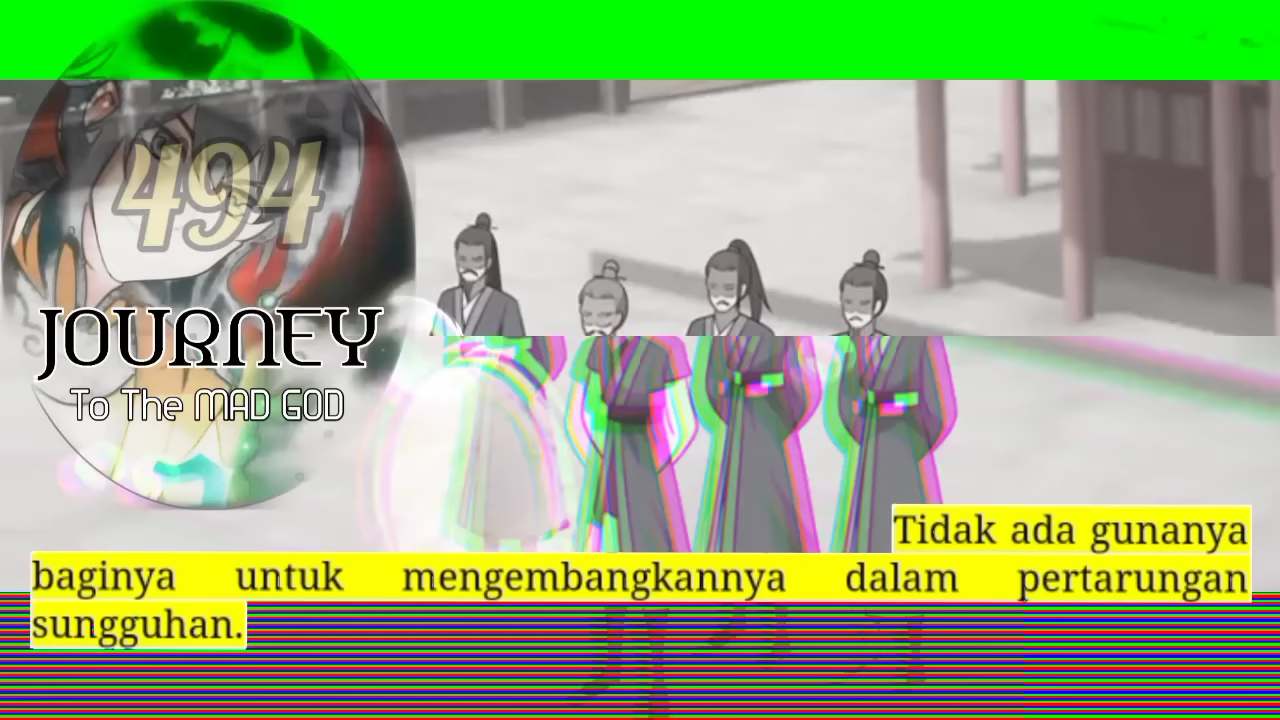 494
JOURNEY
To The MAD GOD
Tidak ada gunanya
baginya untuk mengembangkannya dalam pertarungan
sungguhan.